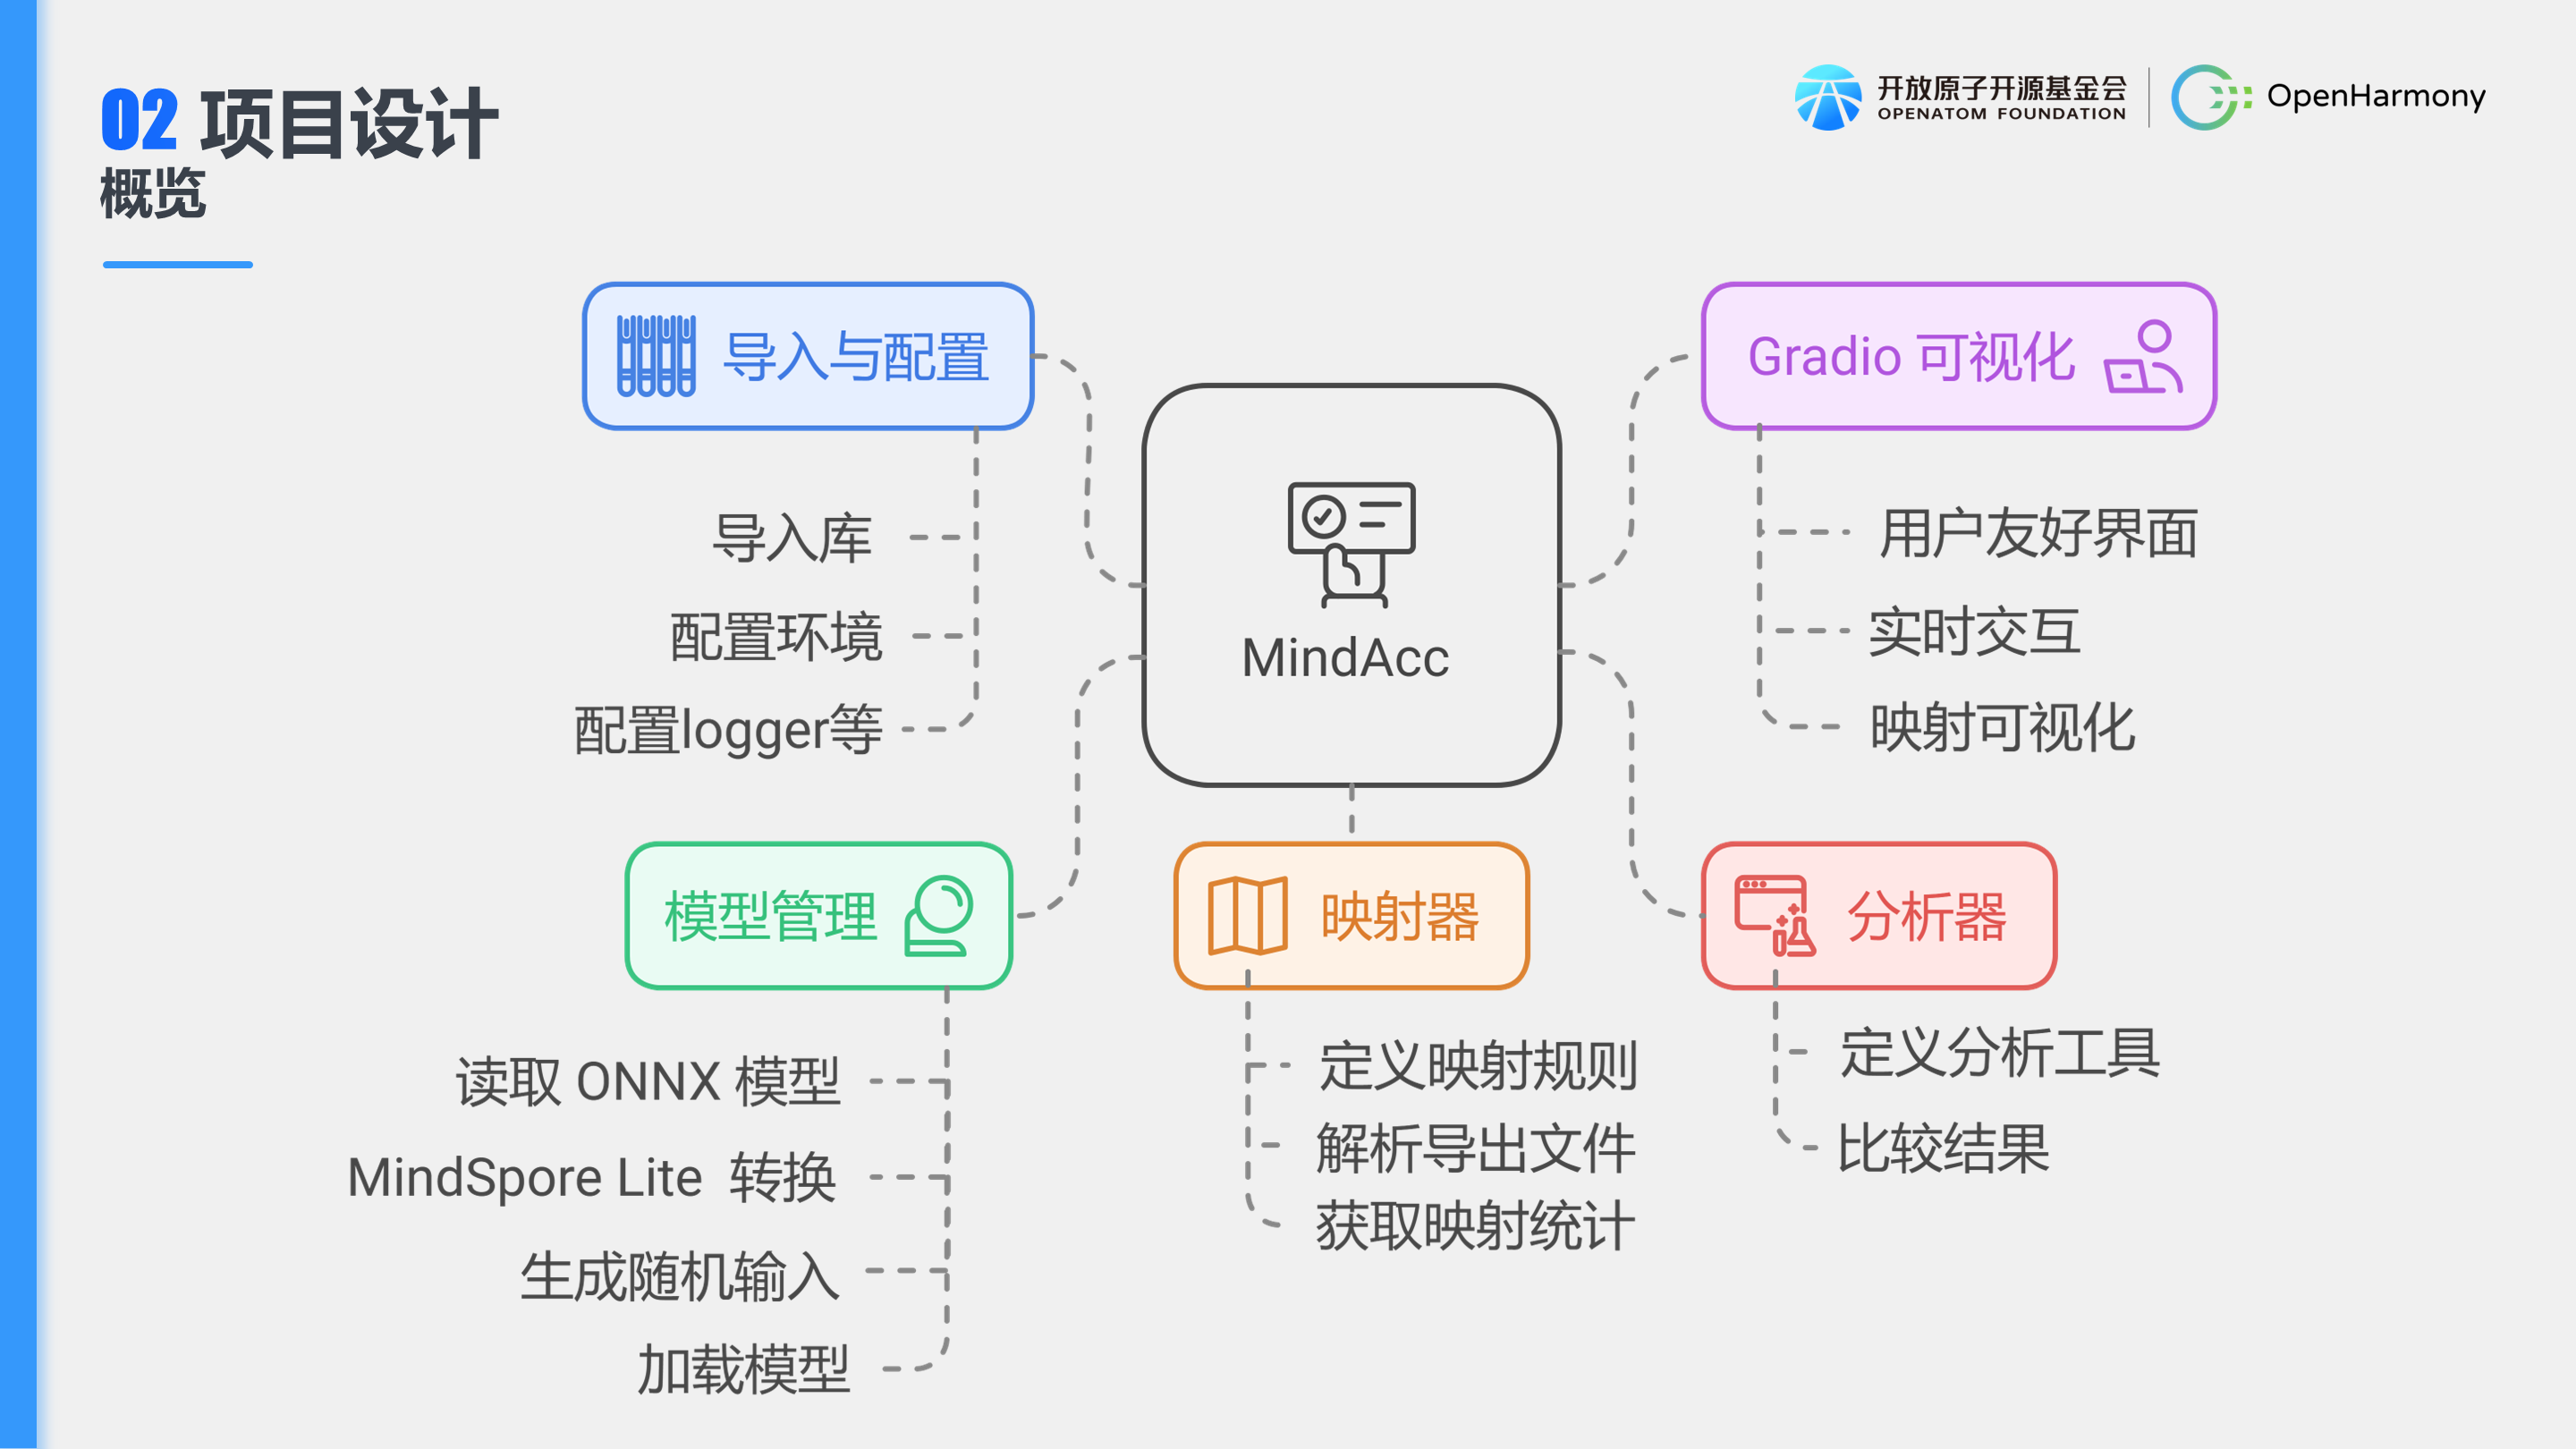 02 项目设计
概览
开放原子开源基金会
OPENATOM FOUNDATION
OpenHarmony
导入与配置
导入库
配置环境
配置logger等
MindAcc
Gradio 可视化
用户友好界面
实时交互
映射可视化
模型管理
读取 ONNX 模型
MindSpore Lite 转换
生成随机输入
加载模型
映射器
定义映射规则
解析导出文件
获取映射统计
分析器
定义分析工具
比较结果